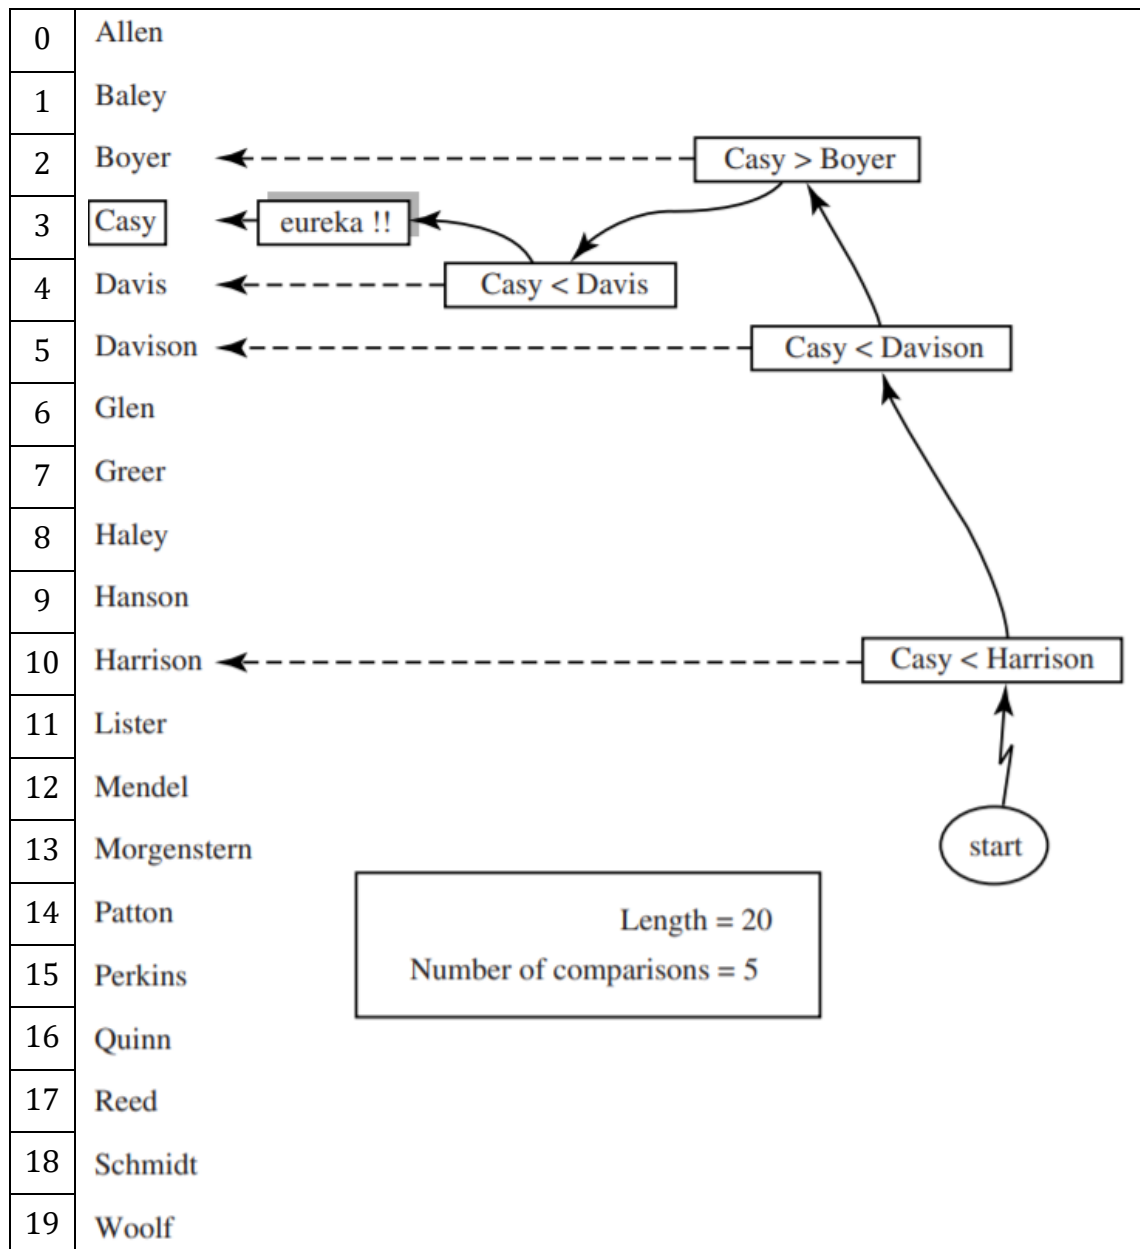 0 Allen
1 Baley
2 Boyer Casy > Boyer
3 Casy eureka !!
4 Davis Casy < Davis
5 Davison Casy < Davison
6 Glen
7 Greer
8 Haley
9 Hanson
10 Harrison Casy < Harrison
11 Lister
12 Mendel
13 Morgenstern start
14 Patton Length = 20
15 Perkins Number of comparisons = 5
16 Quinn
17 Reed
18 Schmidt
19 Woolf